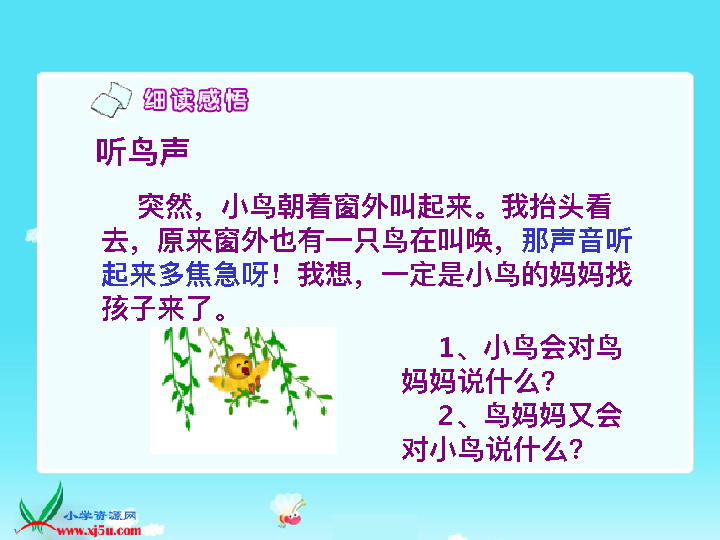 细读感悟
听鸟声
突然，小鸟朝着窗外叫起来。我抬头看
去，原来窗外也有一只鸟在叫唤，那声音听
起来多焦急呀！我想，一定是小鸟的妈妈找
孩子来了。
1、小鸟会对鸟
妈妈说什么？
2、鸟妈妈又会
对小鸟说什么？
小学资源网
www.xj5u.com